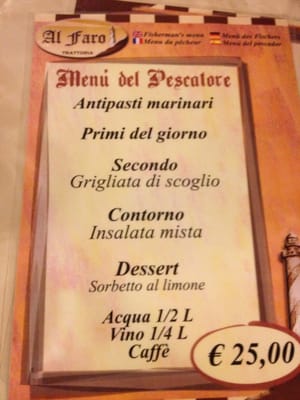 Al Faro
TRATTORIA
Fisherman's menu
Menu du pêcheur
Menü des Fischers
Menú del pescador
Menú del Pescatore
Antipasti marinari
Primi del giorno
Secondo
Grigliata di scoglio
Contorno
Insalata mista
Dessert
Sorbetto al limone
Acqua 1/2 L
Vino 1/4 L
Caffè
€ 25,00